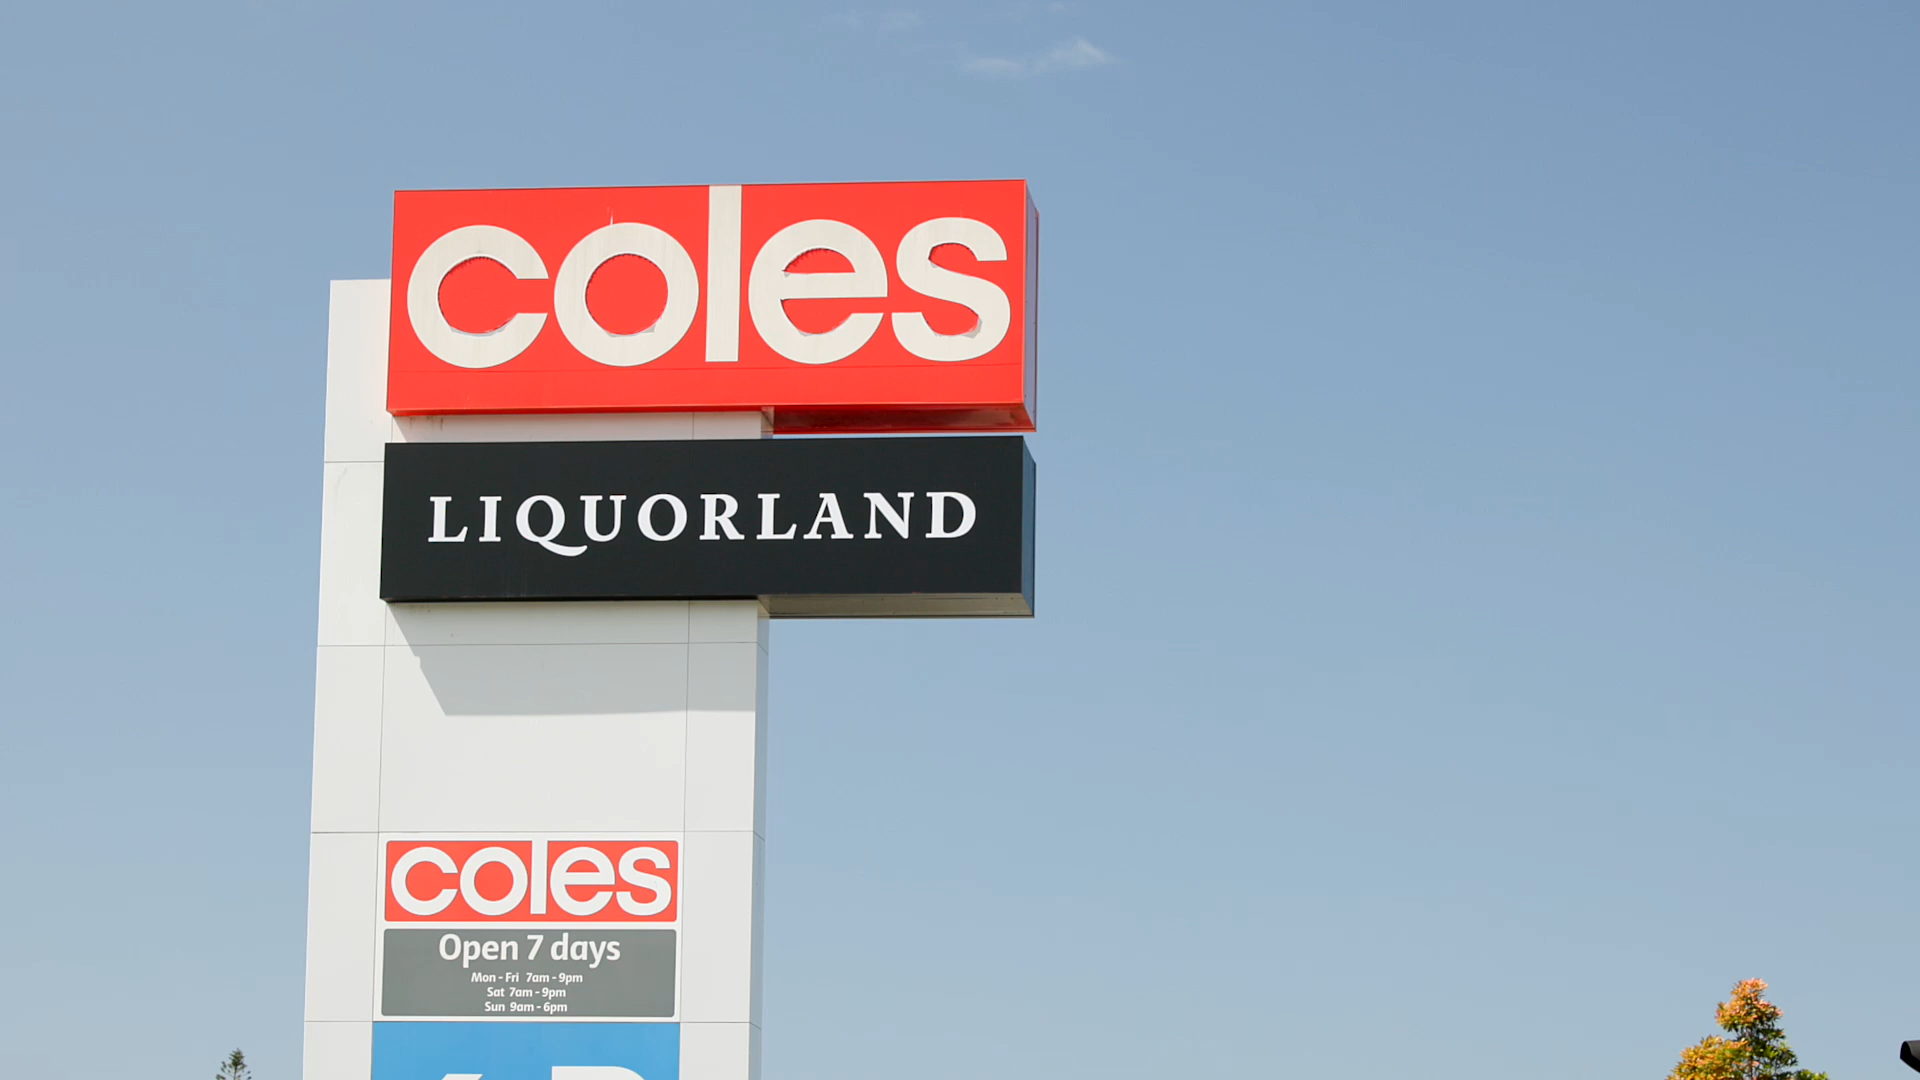 coles
LIQUORLAND
coles
Open 7 days
Mon - Fri 7am - 9pm
Sat 7am - 9pm
Sun 9am - 6pm